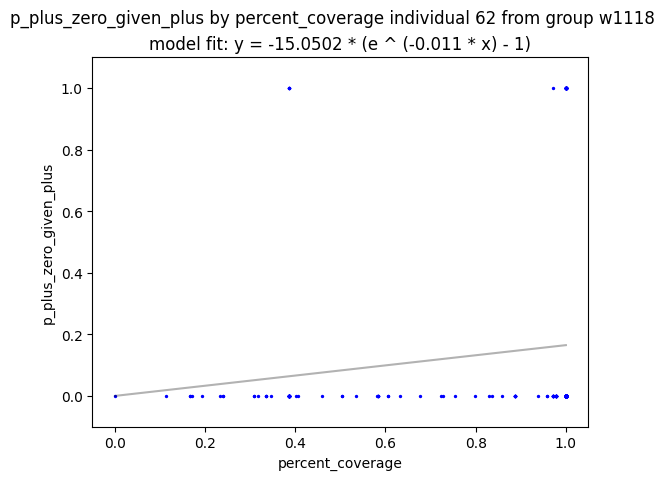 p_plus_zero_given_plus by percent_coverage individual 62 from group w1118
model fit: y = -15.0502 * (e ^ (-0.011 * x) - 1)
1.0
0.8
0.6
0.4
0.2
0.0
p_plus_zero_given_plus
0.0 0.2 0.4 0.6 0.8 1.0
percent_coverage